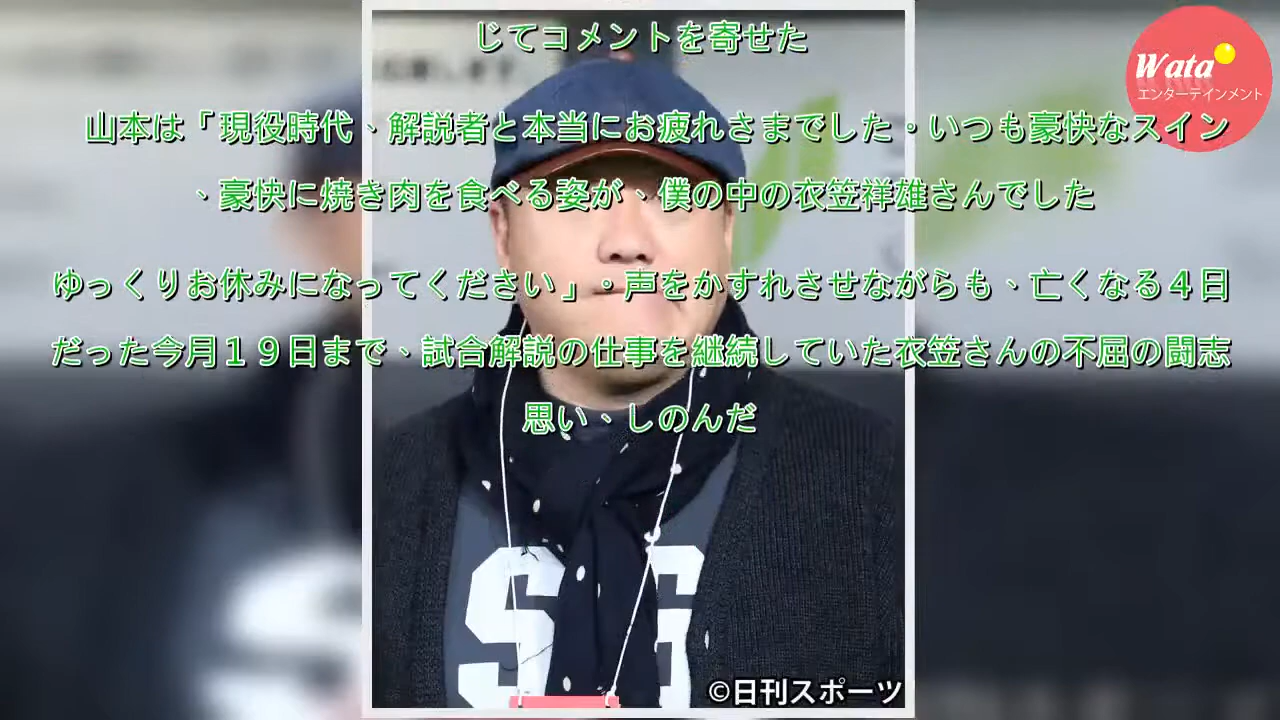 じてコメントを寄せた
Wata
エンターテインメント
山本は「現役時代、解説者と本当にお疲れさまでした・いつも豪快なスイン
、豪快に焼き肉を食べる姿が、僕の中の衣笠祥雄さんでした
ゆっくりお休みになってください」・声をかすれさせながらも、亡くなる４日
だった今月１９日まで、試合解説の仕事を継続していた衣笠さんの不屈の闘志
思い、しのんだ
S G
©日刊スポーツ